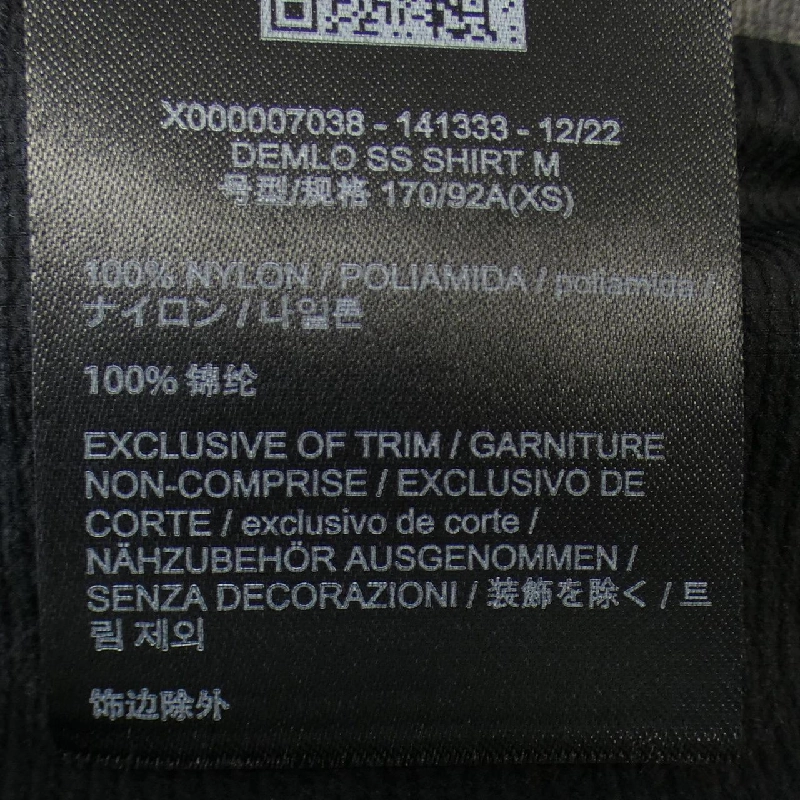 X000007038 - 141333 - 12/22
DEMLO SS SHIRT M
号型/规格 170/92A(XS)
100% NYLON / POLIAMIDA / poliamida /
ナイロン / 나일론
100% 锦纶
EXCLUSIVE OF TRIM / GARNITURE
NON-COMPRISE / EXCLUSIVO DE
CORTE / exclusivo de corte /
NÄHZUBEHÖR AUSGENOMMEN /
SENZA DECORAZIONI / 装飾を除く / 트
림 제외
饰边除外